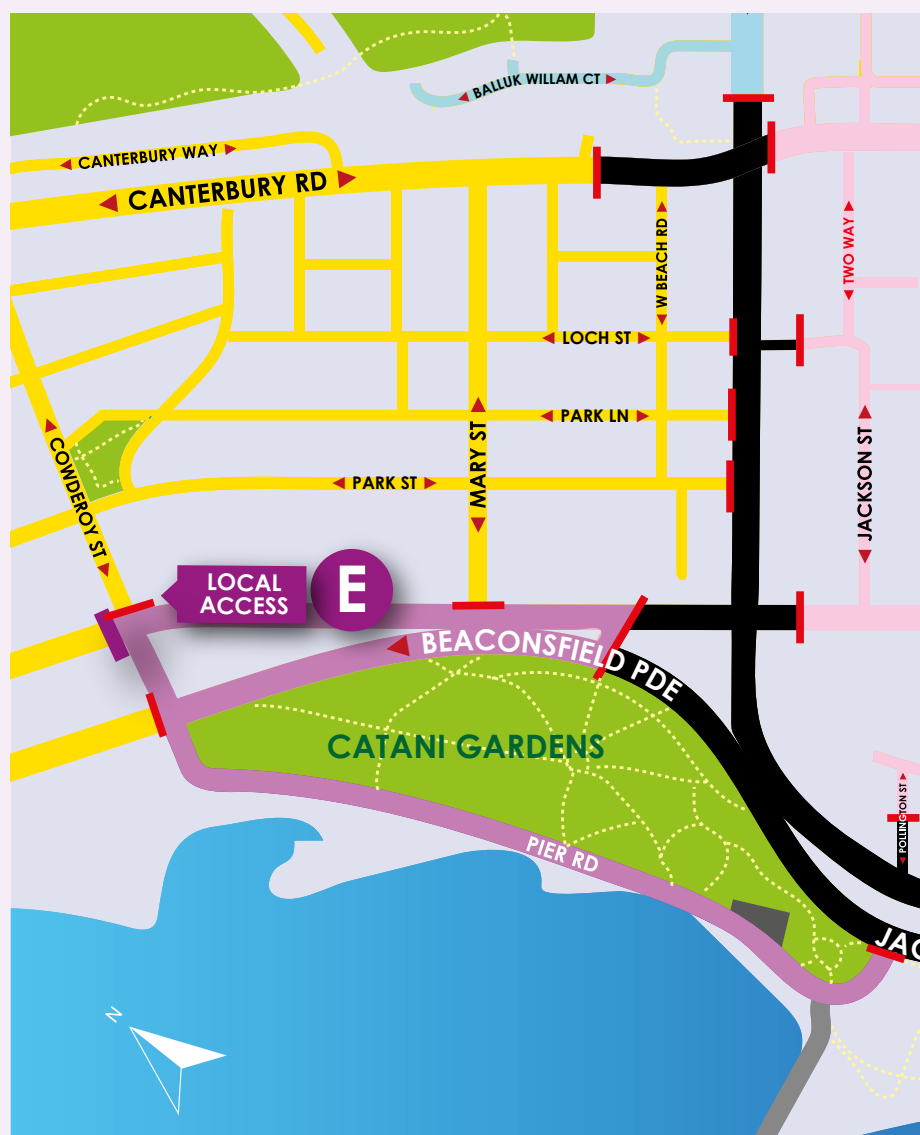 BALLUK WILLAM CT
CANTERBURY WAY
CANTERBURY RD
W BEACH RD
TWO WAY
LOCH ST
PARK LN
MARY ST
JACKSON ST
COWDEROY ST
PARK ST
LOCAL
ACCESS
E
BEACONSFIELD PDE
CATANI GARDENS
POLLINGTON ST
PIER RD
JAC
N